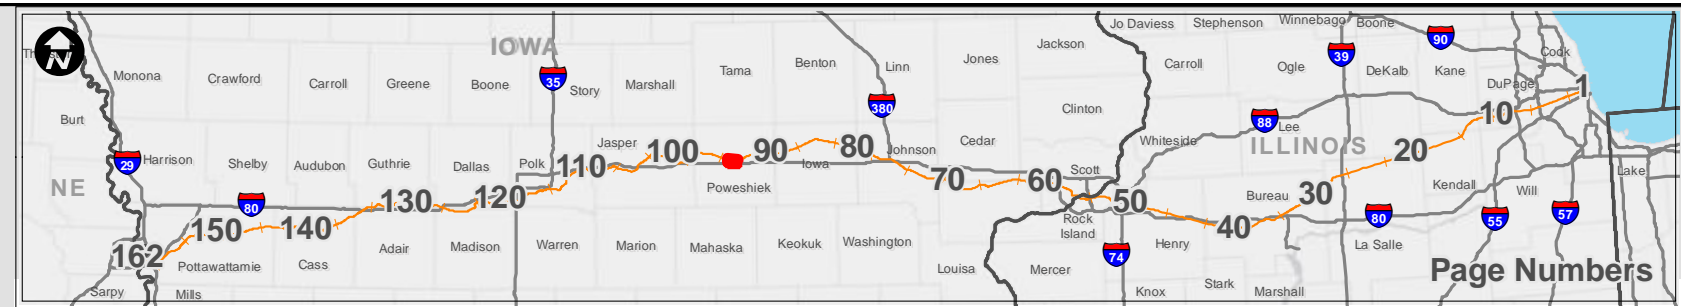 Jo Daviess Stephenson Winnebago Boone
N
IOWA
Th
Monona Crawford Carroll Greene Boone Story Marshall Tama Benton Linn Jones Jackson Carroll Ogle DeKalb Kane Cook
35 380 39 90
Burt Clinton Whiteside 88 Lee DuPage 10 1
29 Harrison Shelby Audubon Guthrie Dallas Polk Jasper 110 100 90 80 Iowa Johnson Cedar Scott ILLINOIS 20
NE
80 130 120 Poweshiek 70 60 50 Bureau 30 Kendall Will Lake
162 150 140 Adair Madison Warren Marion Mahaska Keokuk Washington Rock Island Henry 40 80 La Salle 55 57
74
Pottawattamie Cass Louisa Mercer Stark Marshall Page Numbers
Sarpy Mills Knox